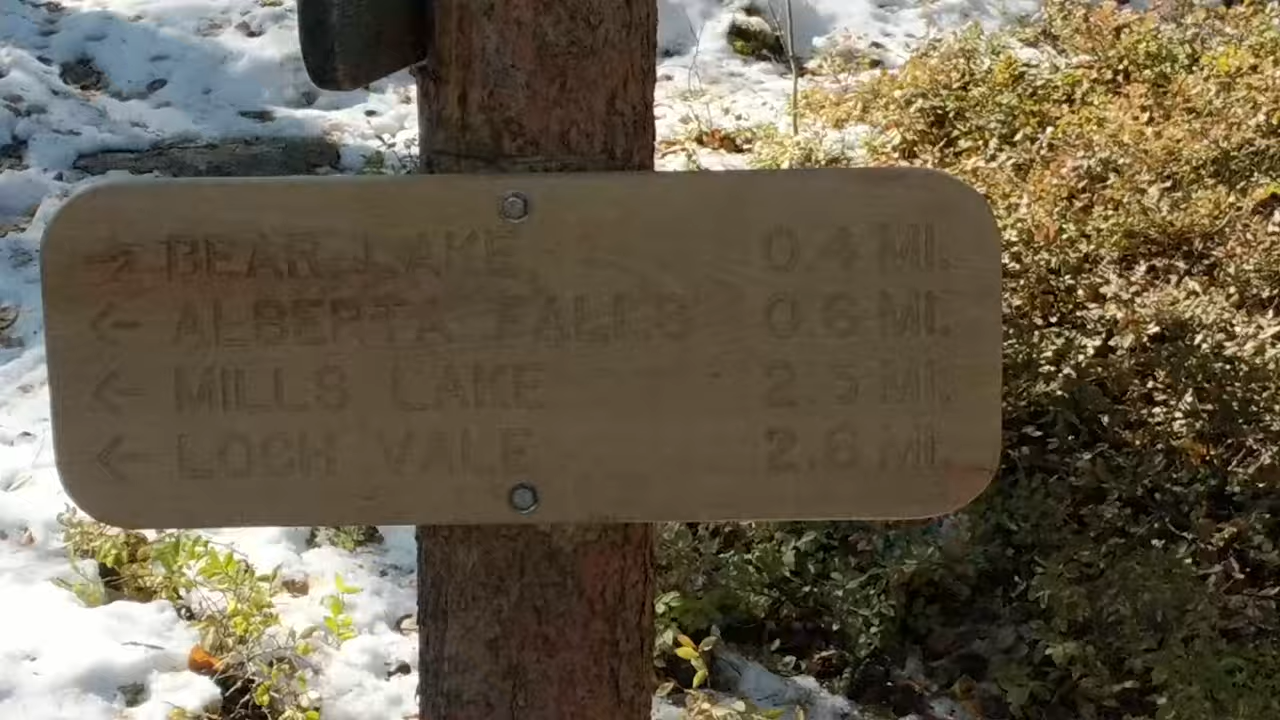 → BEAR LAKE 0.4 MI.
← ALBERTA FALLS 0.6 MI.
← MILLS LAKE 2.5 MI.
← LOCH VALE 2.8 MI.